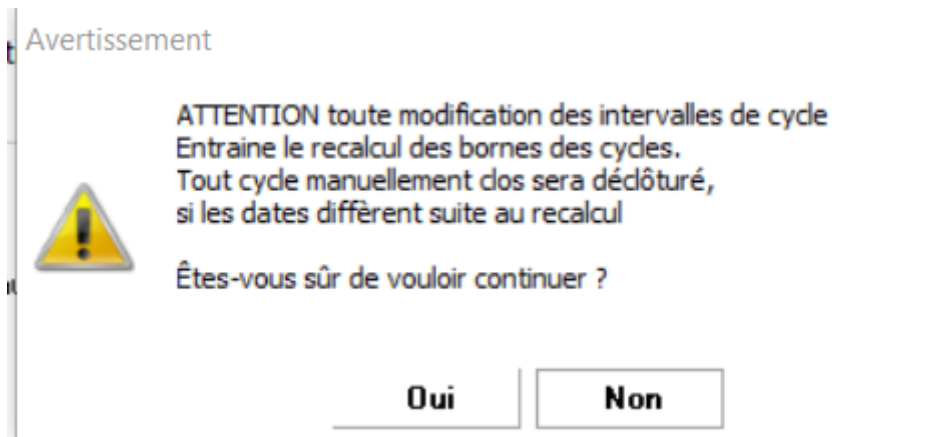 Avertissement
ATTENTION toute modification des intervalles de cycle
Entraine le recalcul des bornes des cycles.
Tout cycle manuellement clos sera déclôturé,
si les dates diffèrent suite au recalcul
Êtes-vous sûr de vouloir continuer ?
Oui
Non